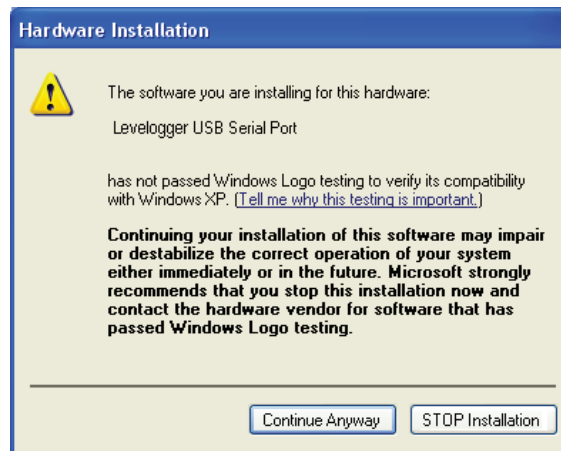 Hardware Installation
The software you are installing for this hardware:
Levelogger USB Serial Port
has not passed Windows Logo testing to verify its compatibility
with Windows XP. (Tell me why this testing is important.)
Continuing your installation of this software may impair
or destabilize the correct operation of your system
either immediately or in the future. Microsoft strongly
recommends that you stop this installation now and
contact the hardware vendor for software that has
passed Windows Logo testing.
Continue Anyway
STOP Installation